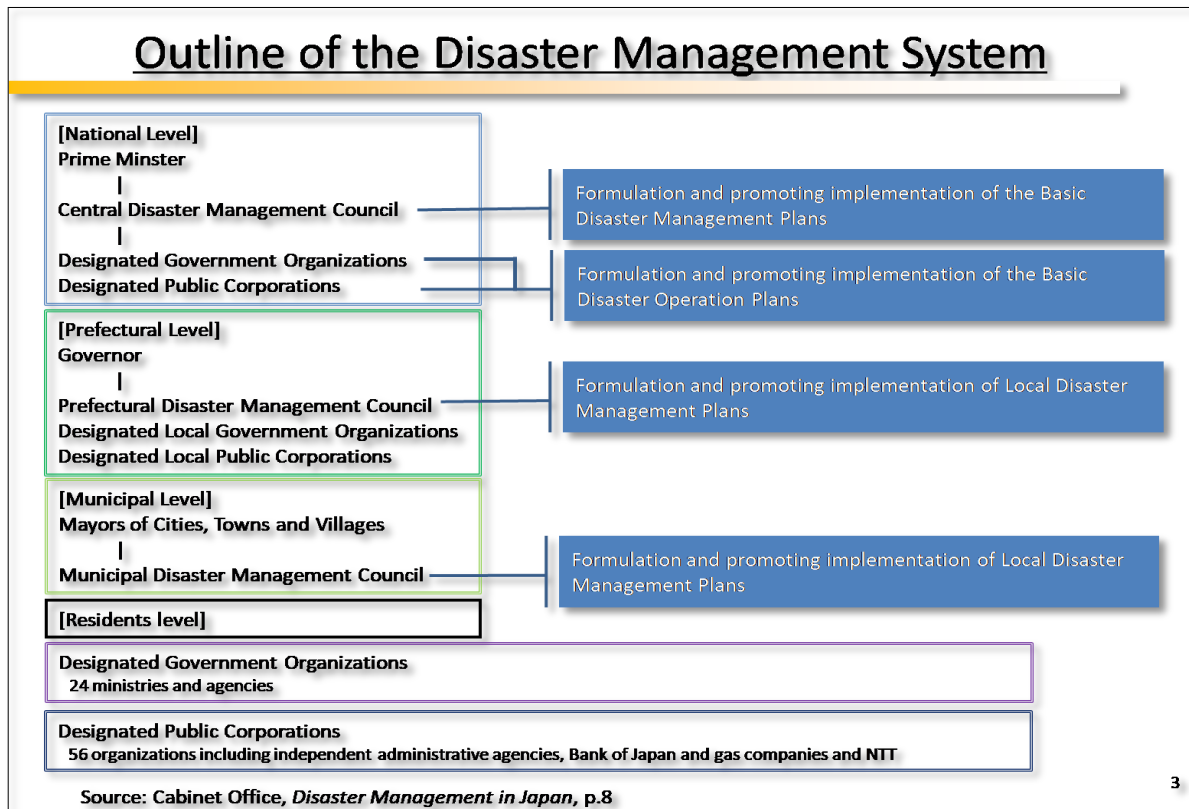 Outline of the Disaster Management System
[National Level]
Prime Minster
Central Disaster Management Council
Designated Government Organizations
Designated Public Corporations
Formulation and promoting implementation of the Basic
Disaster Management Plans
Formulation and promoting implementation of the Basic
Disaster Operation Plans
[Prefectural Level]
Governor
Prefectural Disaster Management Council
Designated Local Government Organizations
Designated Local Public Corporations
Formulation and promoting implementation of Local Disaster
Management Plans
[Municipal Level]
Mayors of Cities, Towns and Villages
Municipal Disaster Management Council
Formulation and promoting implementation of Local Disaster
Management Plans
[Residents level]
Designated Government Organizations
24 ministries and agencies
Designated Public Corporations
56 organizations including independent administrative agencies, Bank of Japan and gas companies and NTT
Source: Cabinet Office, Disaster Management in Japan, p.8
3